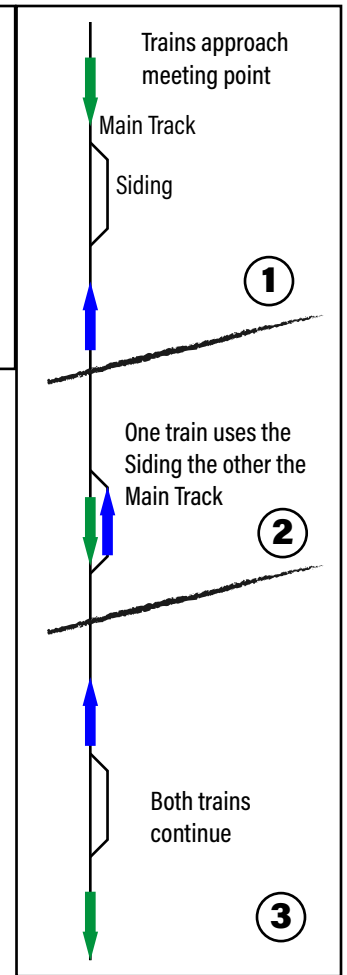 Trains approach
meeting point
Main Track
Siding
1
One train uses the
Siding the other the
Main Track
2
Both trains
continue
3